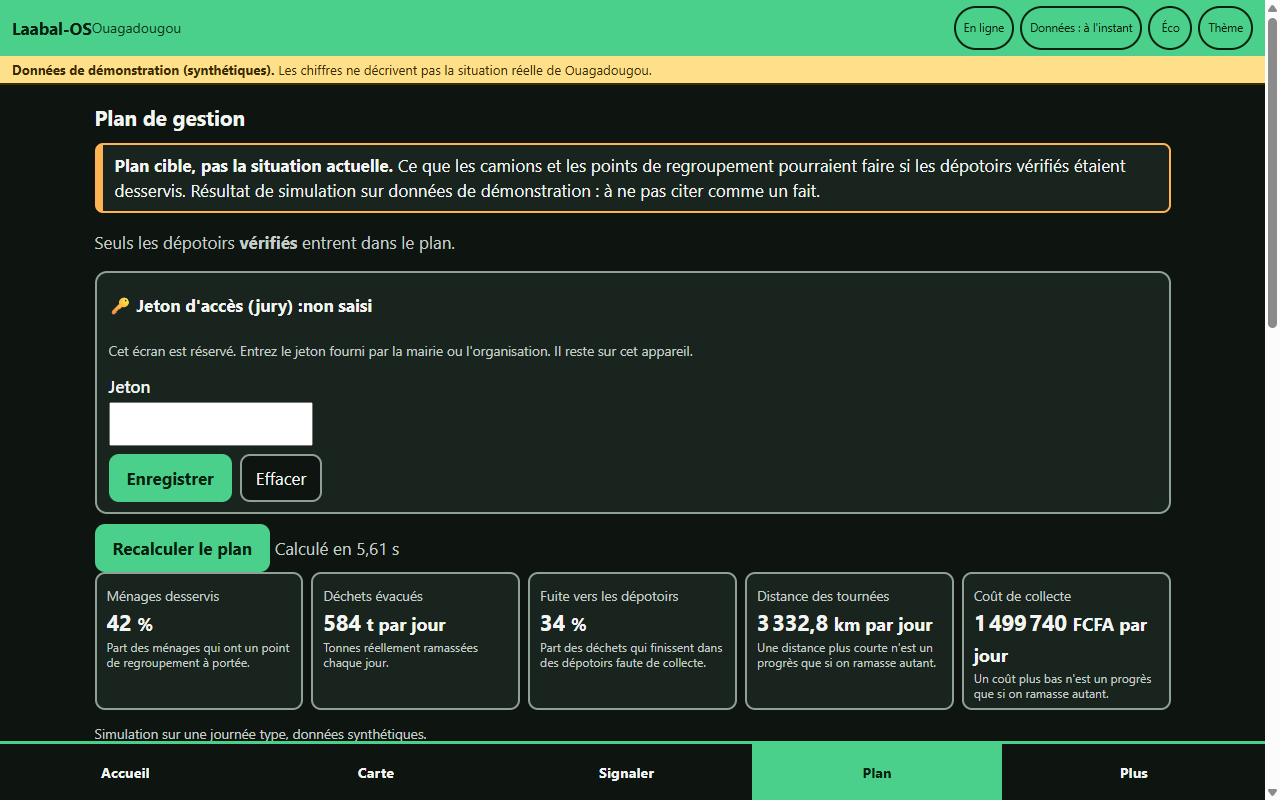 Laabal-OS Ouagadougou
En ligne
Données : à l'instant
Éco
Thème
Données de démonstration (synthétiques). Les chiffres ne décrivent pas la situation réelle de Ouagadougou.
Plan de gestion
Plan cible, pas la situation actuelle. Ce que les camions et les points de regroupement pourraient faire si les dépotoirs vérifiés étaient
desservis. Résultat de simulation sur données de démonstration : à ne pas citer comme un fait.
Seuls les dépotoirs vérifiés entrent dans le plan.
🔑 Jeton d'accès (jury) :non saisi
Cet écran est réservé. Entrez le jeton fourni par la mairie ou l'organisation. Il reste sur cet appareil.
Jeton
Enregistrer
Effacer
Recalculer le plan
Calculé en 5,61 s
Ménages desservis
42 %
Part des ménages qui ont un point
de regroupement à portée.
Déchets évacués
584 t par jour
Tonnes réellement ramassées
chaque jour.
Fuite vers les dépotoirs
34 %
Part des déchets qui finissent dans
des dépotoirs faute de collecte.
Distance des tournées
3 332,8 km par jour
Une distance plus courte n'est un
progrès que si on ramasse autant.
Coût de collecte
1 499 740 FCFA par
jour
Un coût plus bas n'est un progrès
que si on ramasse autant.
Simulation sur une journée type, données synthétiques.
Accueil
Carte
Signaler
Plan
Plus